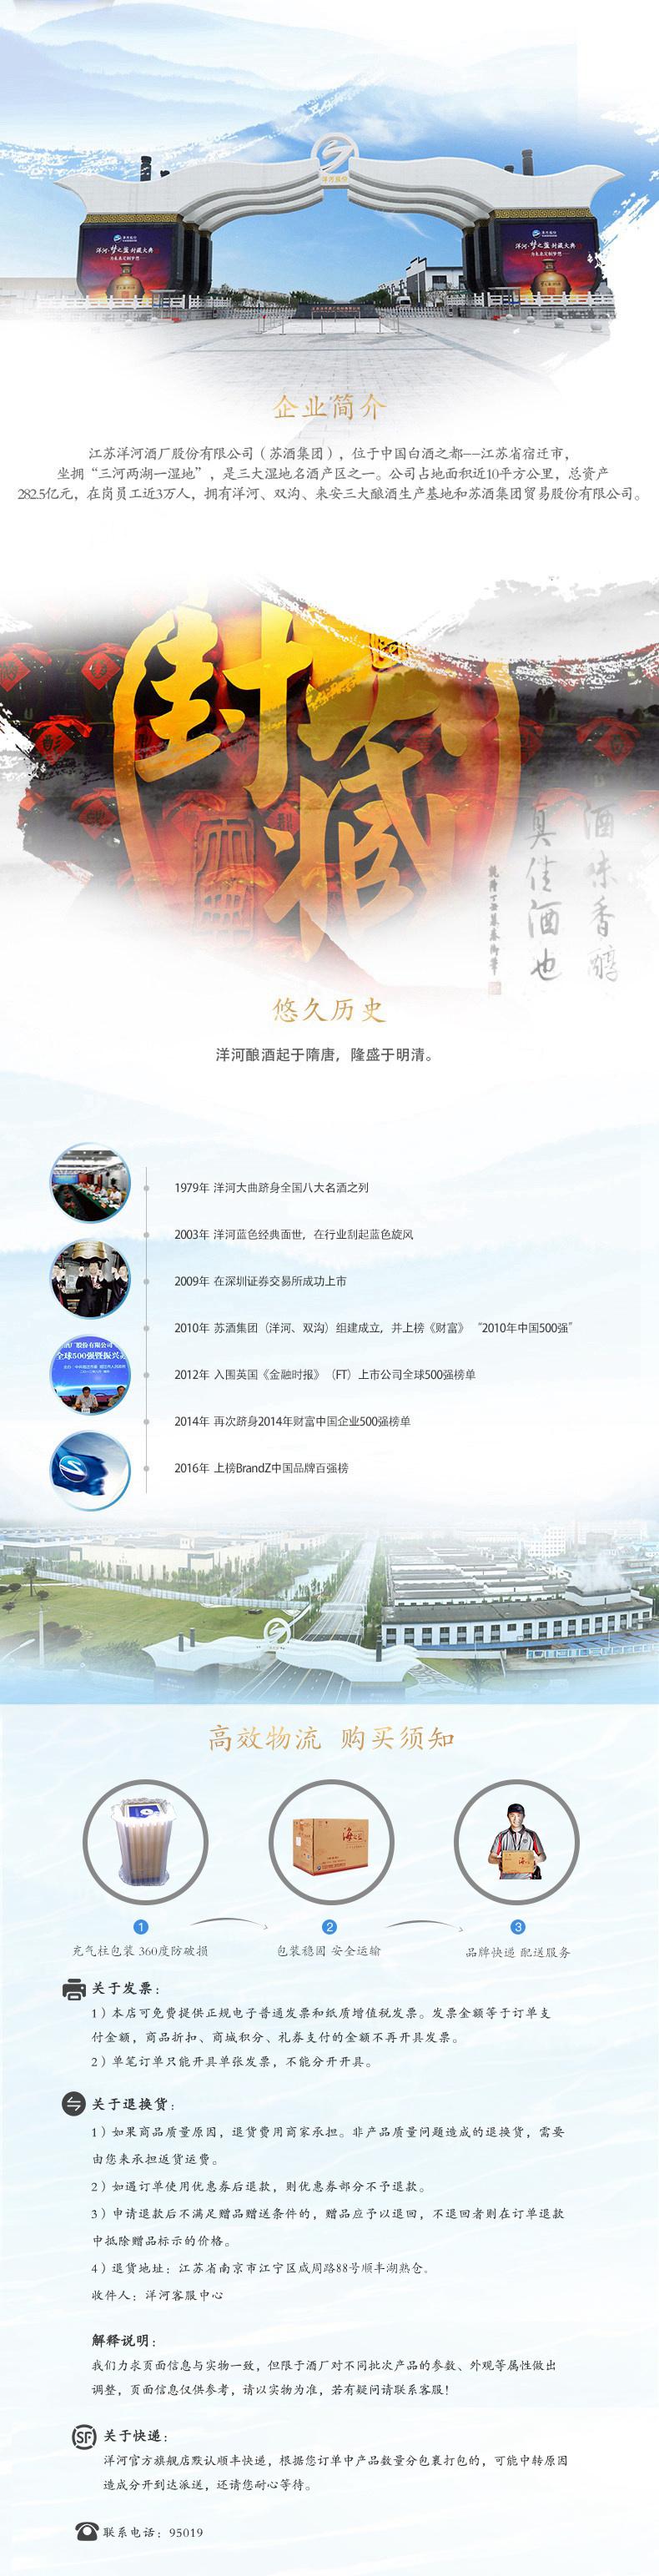 洋河股份
洋河·梦之蓝 封藏大典
洋河·梦之蓝 封藏大典
企业简介
江苏洋河酒厂股份有限公司（苏酒集团），位于中国白酒之都——江苏省宿迁市，
坐拥“三河两湖一湿地”，是三大湿地名酒产区之一。公司占地面积近10平方公里，总资产
282.5亿元，在岗员工近3万人，拥有洋河、双沟、来安三大酿酒生产基地和苏酒集团贸易股份有限公司。
封藏
酒味香醇
真佳酒也
悠久历史
洋河酿酒起于隋唐，隆盛于明清。
1979年 洋河大曲跻身全国八大名酒之列
2003年 洋河蓝色经典面世，在行业刮起蓝色旋风
2009年 在深圳证券交易所成功上市
2010年 苏酒集团（洋河、双沟）组建成立，并上榜《财富》“2010年中国500强”
2012年 入围英国《金融时报》（FT）上市公司全球500强榜单
2014年 再次跻身2014年财富中国企业500强榜单
2016年 上榜BrandZ中国品牌百强榜
高效物流 购买须知
1
2
3
充气柱包装 360度防破损
包装稳固 安全运输
品牌快递 配送服务
关于发票：
1）本店可免费提供正规电子普通发票和纸质增值税发票。发票金额等于订单支
付金额，商品折扣、商城积分、礼券支付的金额不再开具发票。
2）单笔订单只能开具单张发票，不能分开开具。
关于退换货：
1）如果商品质量原因，退货费用商家承担。非产品质量问题造成的退换货，需要
由您来承担返货运费。
2）如遇订单使用优惠券后退款，则优惠券部分不予退款。
3）申请退款后不满足赠品赠送条件的，赠品应予以退回，不退回者则在订单退款
中抵除赠品标示的价格。
4）退货地址：江苏省南京市江宁区成周路88号顺丰湖熟仓。
收件人：洋河客服中心
解释说明：
我们力求页面信息与实物一致，但限于酒厂对不同批次产品的参数、外观等属性做出
调整，页面信息仅供参考，请以实物为准，若有疑问请联系客服！
SF
关于快递：
洋河官方旗舰店默认顺丰快递，根据您订单中产品数量分包裹打包的，可能中转原因
造成分开到达派送，还请您耐心等待。
联系电话：95019